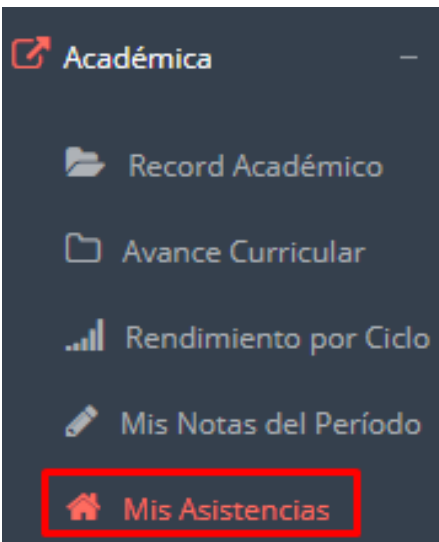 Académica
Record Académico
Avance Curricular
Rendimiento por Ciclo
Mis Notas del Período
Mis Asistencias